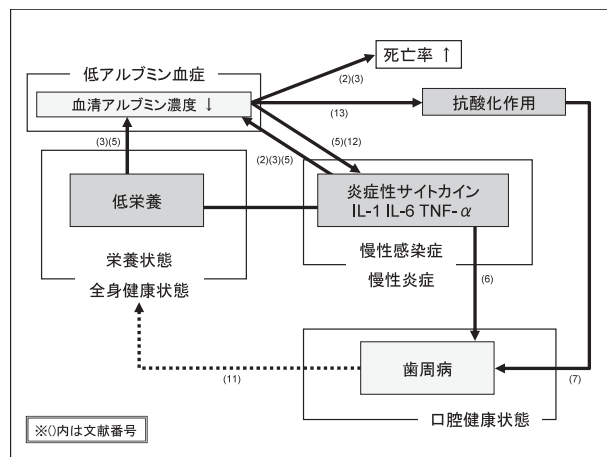 死亡率 ↑
低アルブミン血症
(2)(3)
血清アルブミン濃度 ↓
抗酸化作用
(13)
(3)(5)
(5)(12)
(2)(3)(5)
低栄養
炎症性サイトカイン
IL-1 IL-6 TNF-α
栄養状態
慢性感染症
全身健康状態
慢性炎症
(6)
歯周病
(11)
(7)
口腔健康状態
※()内は文献番号